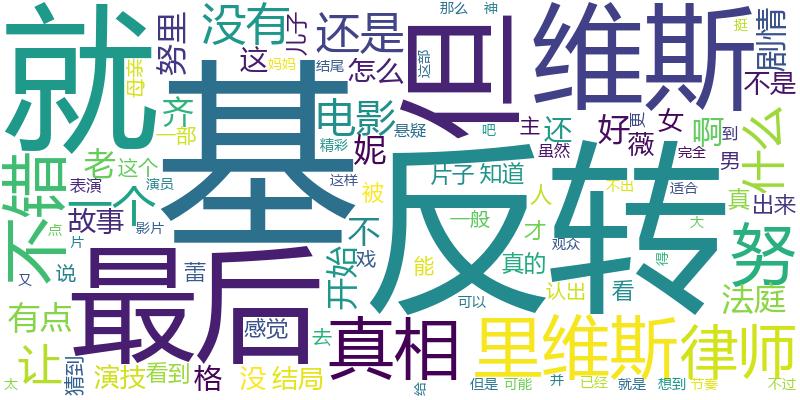 就
基
但
维斯
反转
最后
不错
真相
里维斯
律师
努
努里
没有
还是
电影
这
儿子
怎么
那么
神
这部
挺
剧情
不是
母亲
妈妈
结尾
齐
一部
悬疑
吧
主
还
好
更
女
啊
到
什么
精彩
妮
虽然
薇
男
完全
老
这个
表演
演员
这样
被
片子
知道
人
不出
适合
真
出来
一个
故事
影片
不
一般
才
观众
大
点
片
戏
又
说
蕾
开始
能
真的
得
认出
看
法庭
有点
感觉
去
可以
让
猜到
演技
看到
格
没
结局
给
但是
可能
并
已经
就是
想到
节奏
不过
太